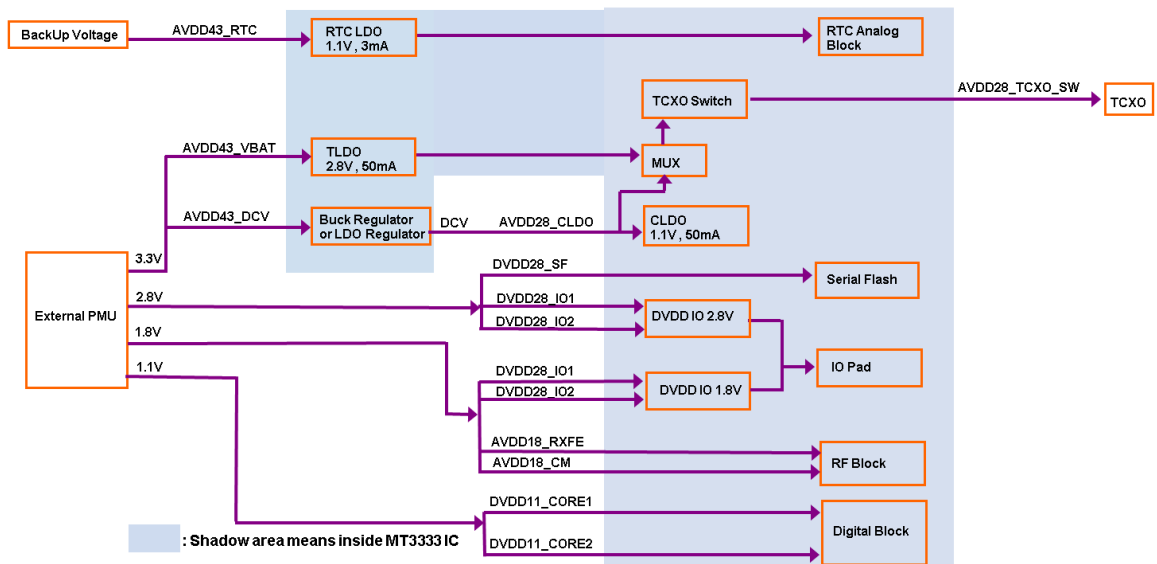 BackUp Voltage
AVDD43_RTC
RTC LDO
1.1V , 3mA
RTC Analog
Block
TCXO Switch
AVDD28_TCXO_SW
TCXO
AVDD43_VBAT
TLDO
2.8V , 50mA
MUX
AVDD43_DCV
Buck Regulator
or LDO Regulator
DCV
AVDD28_CLDO
CLDO
1.1V , 50mA
External PMU
3.3V
2.8V
1.8V
1.1V
DVDD28_SF
Serial Flash
DVDD28_IO1
DVDD28_IO2
DVDD IO 2.8V
IO Pad
DVDD28_IO1
DVDD28_IO2
DVDD IO 1.8V
AVDD18_RXFE
AVDD18_CM
RF Block
DVDD11_CORE1
DVDD11_CORE2
Digital Block
: Shadow area means inside MT3333 IC